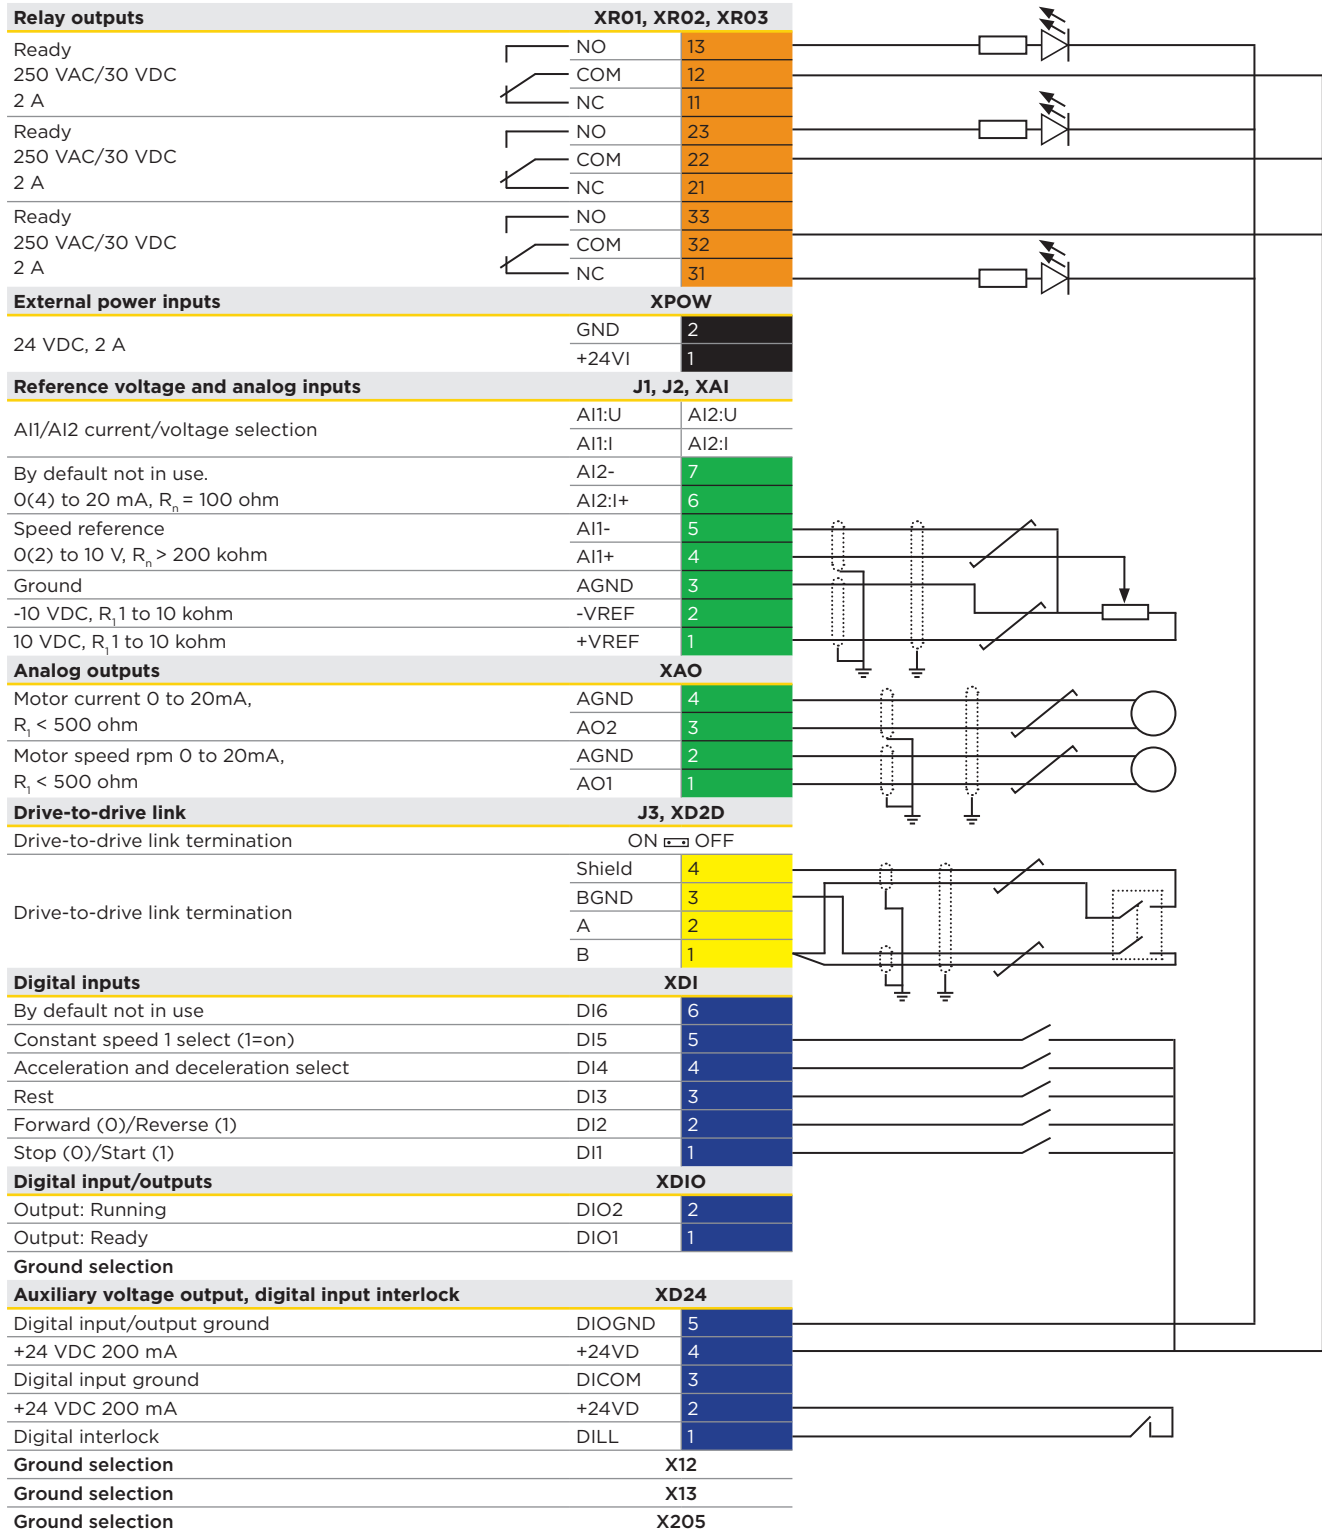 Relay outputs XR01, XR02, XR03
Ready NO 13
250 VAC/30 VDC COM 12
2 A NC 11
Ready NO 23
250 VAC/30 VDC COM 22
2 A NC 21
Ready NO 33
250 VAC/30 VDC COM 32
2 A NC 31
External power inputs XPOW
24 VDC, 2 A
GND 2
+24VI 1
Reference voltage and analog inputs J1, J2, XAI
AI1/AI2 current/voltage selection
AI1:U AI2:U
AI1:I AI2:I
By default not in use. AI2- 7
0(4) to 20 mA, Rn = 100 ohm AI2:I+ 6
Speed reference AI1- 5
0(2) to 10 V, Rn > 200 kohm AI1+ 4
Ground AGND 3
-10 VDC, R1 1 to 10 kohm -VREF 2
10 VDC, R1 1 to 10 kohm +VREF 1
Analog outputs XAO
Motor current 0 to 20mA, AGND 4
R1 < 500 ohm AO2 3
Motor speed rpm 0 to 20mA, AGND 2
R1 < 500 ohm AO1 1
Drive-to-drive link J3, XD2D
Drive-to-drive link termination ON OFF
Drive-to-drive link termination
Shield 4
BGND 3
A 2
B 1
Digital inputs XDI
By default not in use DI6 6
Constant speed 1 select (1=on) DI5 5
Acceleration and deceleration select DI4 4
Rest DI3 3
Forward (0)/Reverse (1) DI2 2
Stop (0)/Start (1) DI1 1
Digital input/outputs XDIO
Output: Running DIO2 2
Output: Ready DIO1 1
Ground selection
Auxiliary voltage output, digital input interlock XD24
Digital input/output ground DIOGND 5
+24 VDC 200 mA +24VD 4
Digital input ground DICOM 3
+24 VDC 200 mA +24VD 2
Digital interlock DILL 1
Ground selection X12
Ground selection X13
Ground selection X205